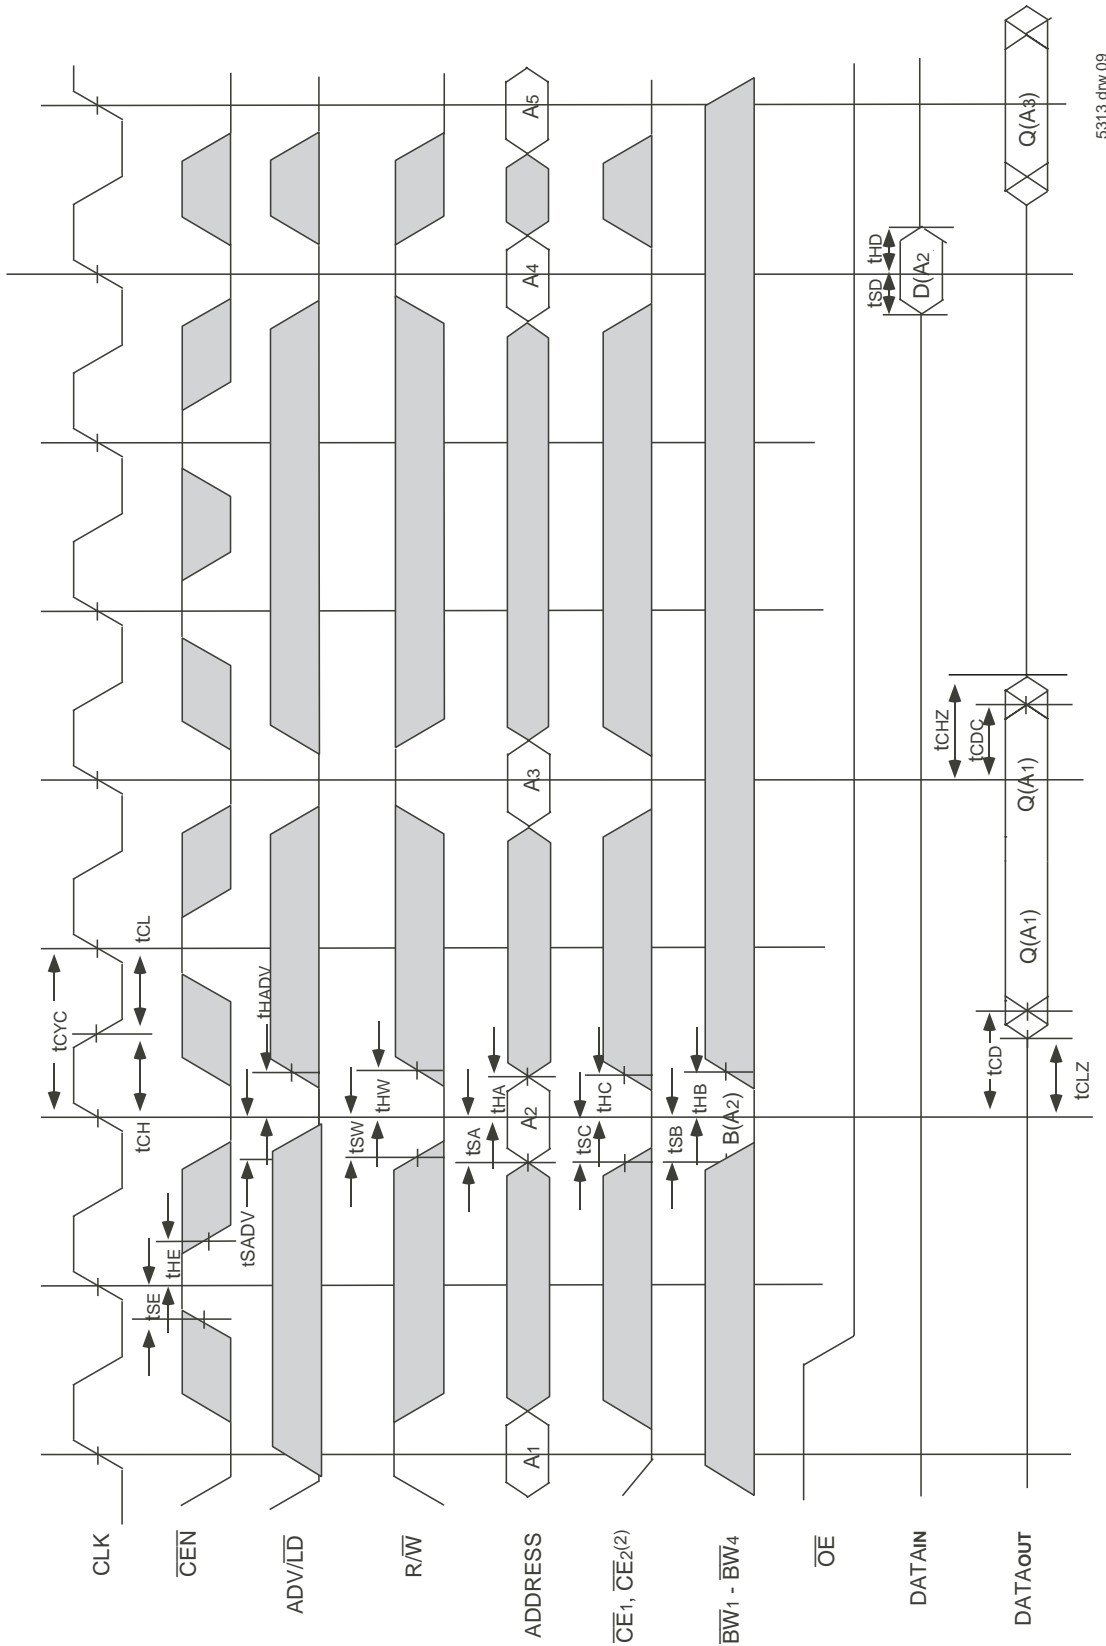 CLK
tCYC
tCH
tCL
CEN
tSE
tHE
ADV/LD
tSADV
tHADV
R/W
tSW
tHW
ADDRESS
A1
tSA
tHA
A2
A3
A4
A5
CE1, CE2(2)
tSC
tHC
BW1 - BW4
tSB
tHB
B(A2)
OE
DATAIN
tSD
tHD
D(A2
DATAOUT
tCD
tCLZ
Q(A1)
Q(A1)
tCHZ
tCDC
Q(A3)
5313 drw 09